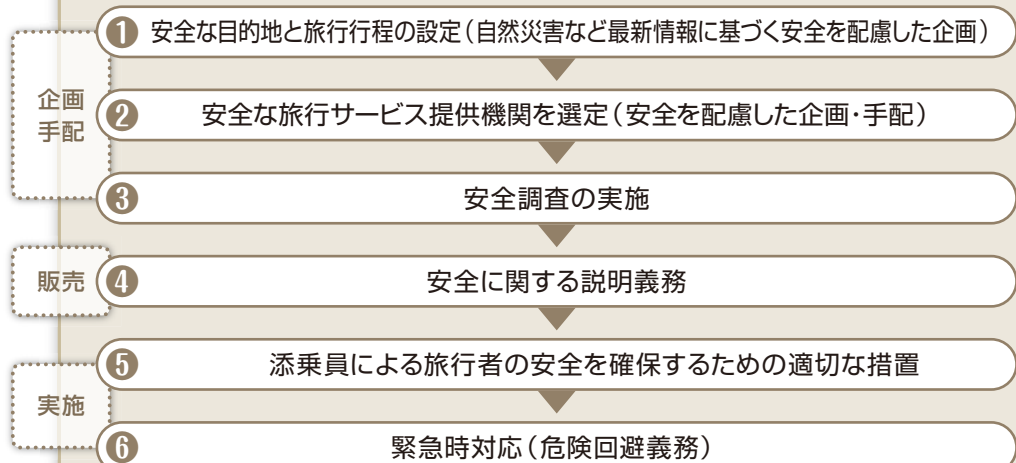 企画
手配
❶ 安全な目的地と旅行行程の設定(自然災害など最新情報に基づく安全を配慮した企画)
❷ 安全な旅行サービス提供機関を選定(安全を配慮した企画・手配)
❸ 安全調査の実施
販売
❹ 安全に関する説明義務
実施
❺ 添乗員による旅行者の安全を確保するための適切な措置
❻ 緊急時対応(危険回避義務)